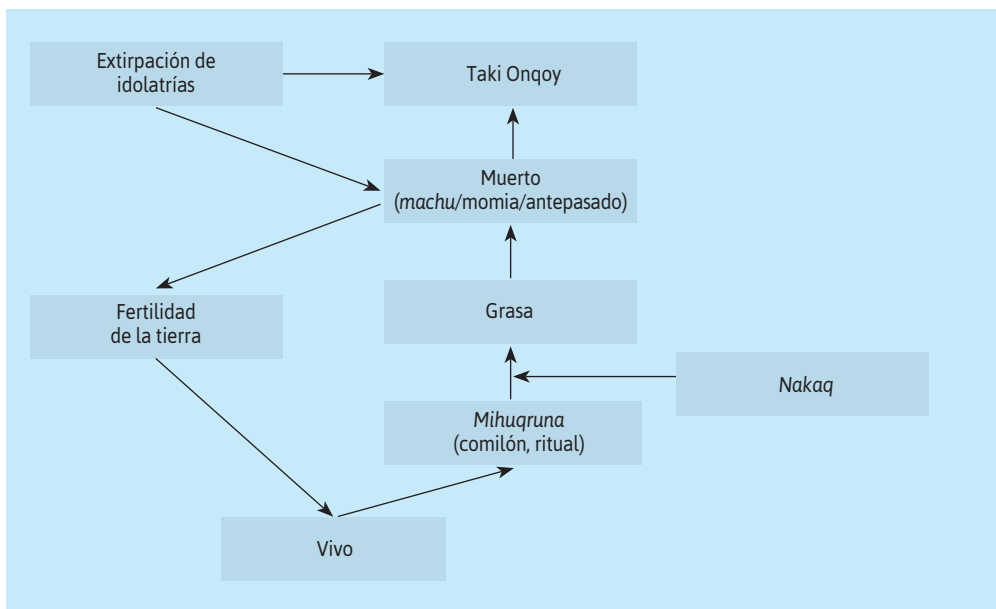 Extirpación de
idolatrías
Taki Onqoy
Muerto
(machu/momia/antepasado)
Fertilidad
de la tierra
Grasa
Nakaq
Mihuqruna
(comilón, ritual)
Vivo